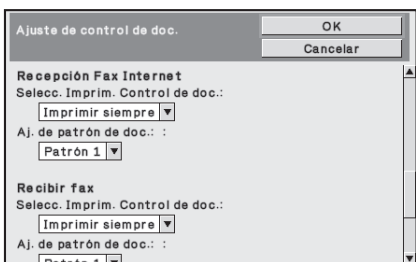 Ajuste de control de doc.
OK
Cancelar
Recepción Fax Internet
Selecc. Imprim. Control de doc.:
Imprimir siempre
Aj. de patrón de doc.: :
Patrón 1
Recibir fax
Selecc. Imprim. Control de doc.:
Imprimir siempre
Aj. de patrón de doc.: :
Patrón 1